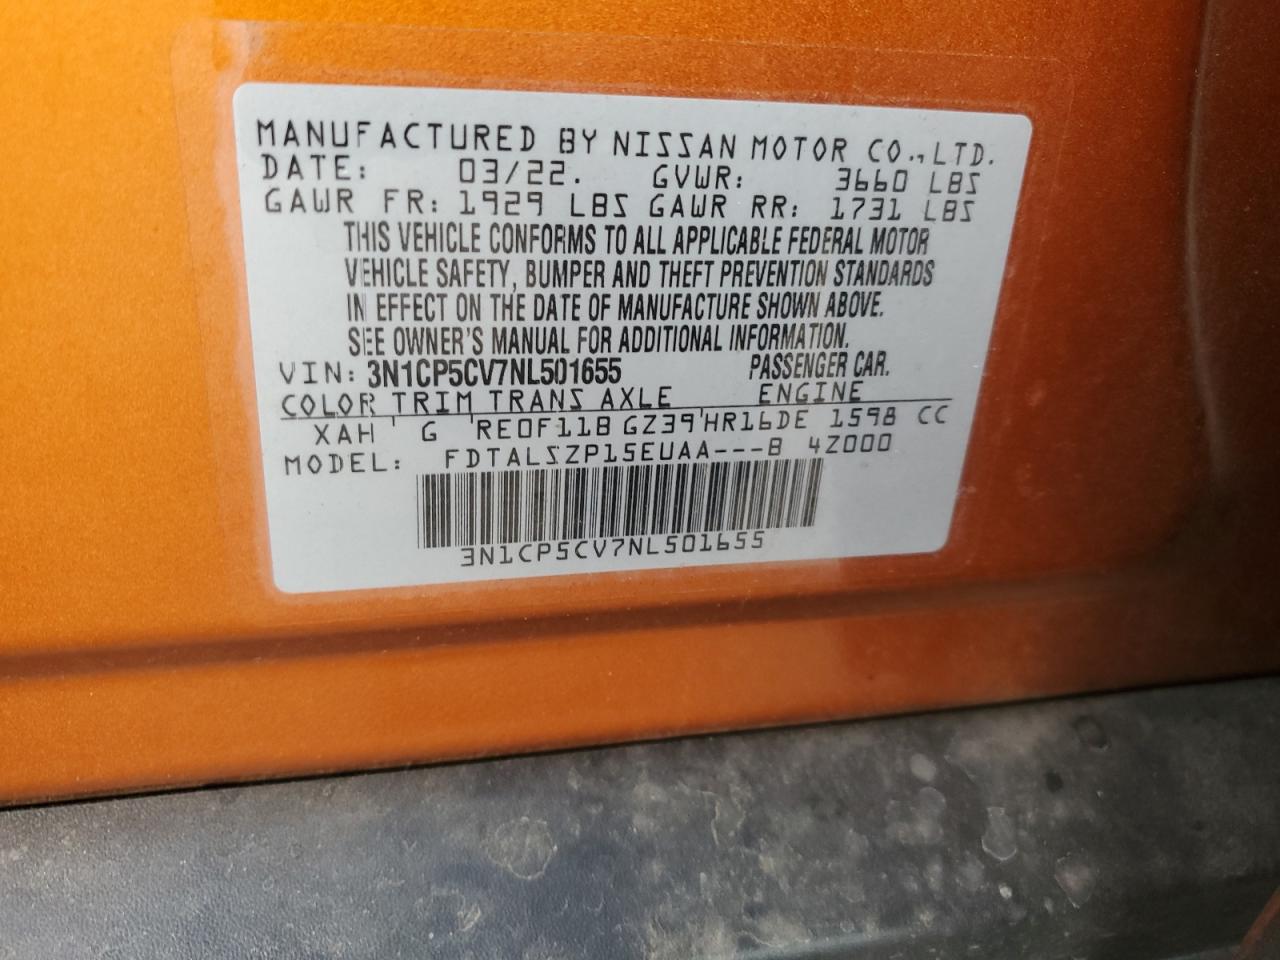 MANUFACTURED BY NISSAN MOTOR CO., LTD.
DATE: 03/22. GVWR: 3660 LBS
GAWR FR: 1929 LBS GAWR RR: 1731 LBS
THIS VEHICLE CONFORMS TO ALL APPLICABLE FEDERAL MOTOR
VEHICLE SAFETY, BUMPER AND THEFT PREVENTION STANDARDS
IN EFFECT ON THE DATE OF MANUFACTURE SHOWN ABOVE.
SEE OWNER'S MANUAL FOR ADDITIONAL INFORMATION.
VIN: 3N1CP5CV7NL501655 PASSENGER CAR.
COLOR TRIM TRANS AXLE ENGINE
XAH G RE0F11B GZ39 HR16DE 1598 CC
MODEL: FDTALSZP15EUAA---B 4Z000
3N1CP5CV7NL501655